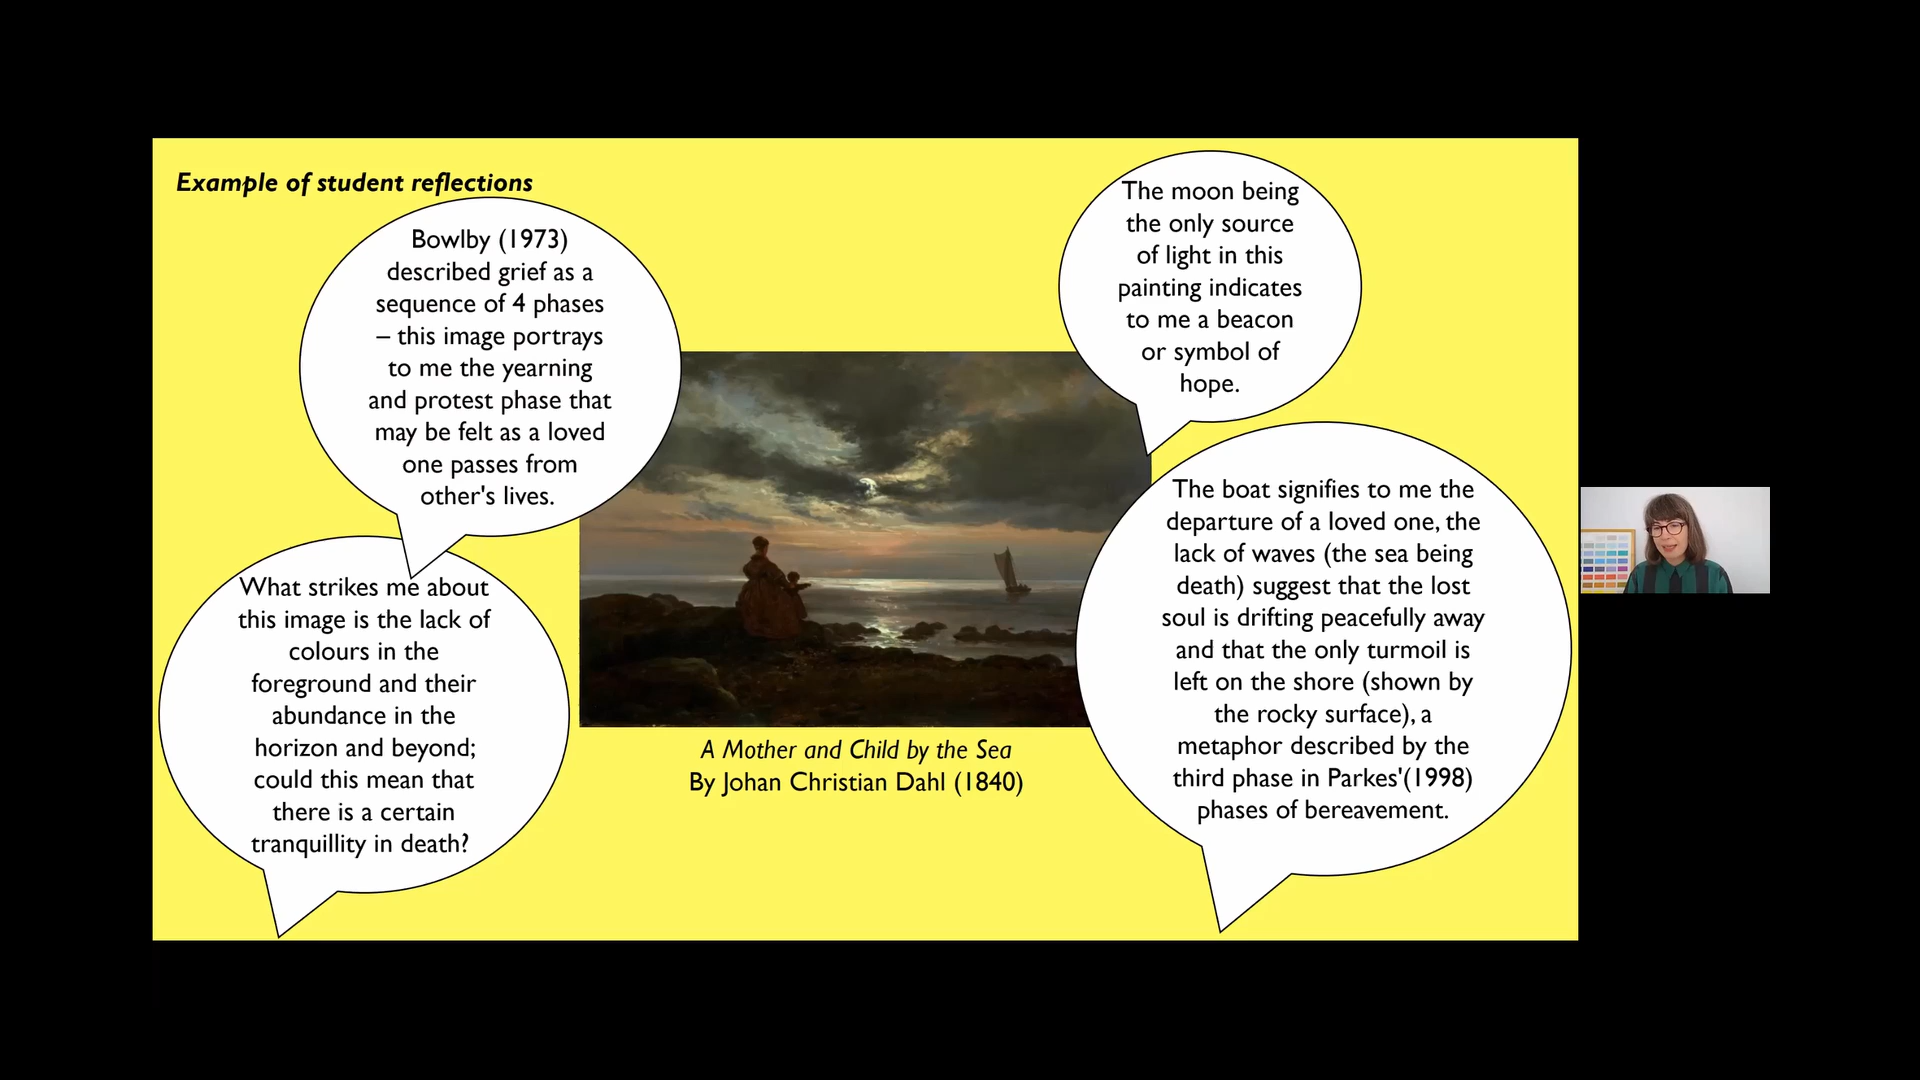 Example of student reflections
Bowlby (1973)
described grief as a
sequence of 4 phases
– this image portrays
to me the yearning
and protest phase that
may be felt as a loved
one passes from
other's lives.
What strikes me about
this image is the lack of
colours in the
foreground and their
abundance in the
horizon and beyond;
could this mean that
there is a certain
tranquillity in death?
The moon being
the only source
of light in this
painting indicates
to me a beacon
or symbol of
hope.
The boat signifies to me the
departure of a loved one, the
lack of waves (the sea being
death) suggest that the lost
soul is drifting peacefully away
and that the only turmoil is
left on the shore (shown by
the rocky surface), a
metaphor described by the
third phase in Parkes'(1998)
phases of bereavement.
A Mother and Child by the Sea
By Johan Christian Dahl (1840)